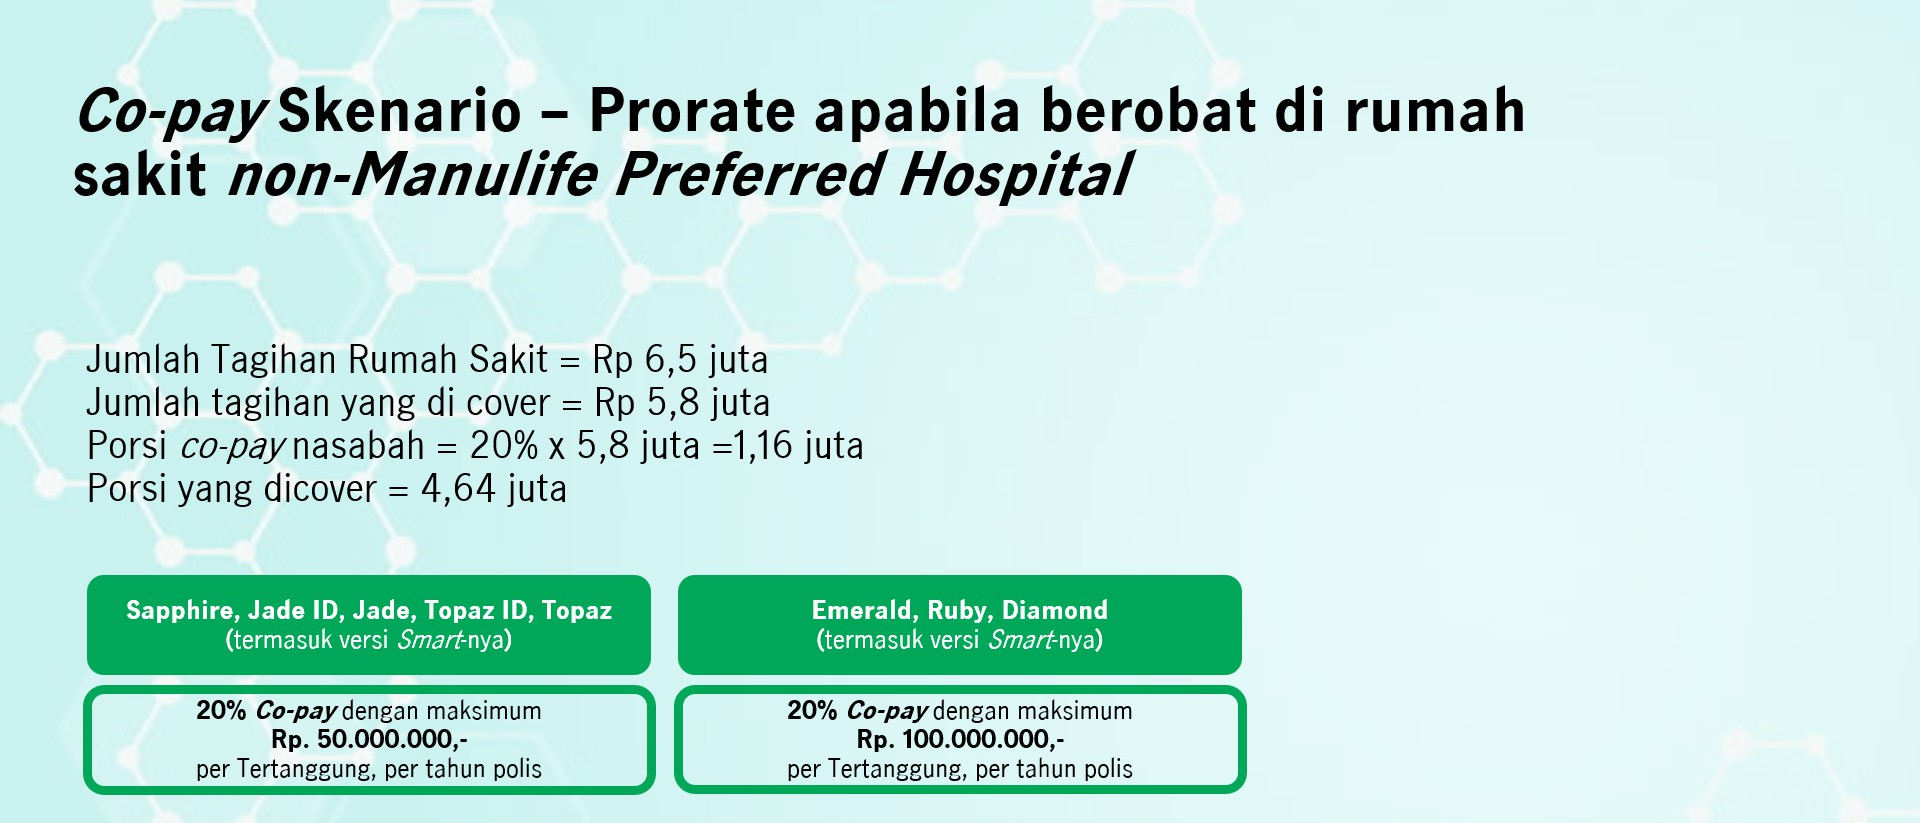 Co-pay Skenario – Prorate apabila berobat di rumah
sakit non-Manulife Preferred Hospital
Jumlah Tagihan Rumah Sakit = Rp 6,5 juta
Jumlah tagihan yang di cover = Rp 5,8 juta
Porsi co-pay nasabah = 20% x 5,8 juta =1,16 juta
Porsi yang dicover = 4,64 juta
Sapphire, Jade ID, Jade, Topaz ID, Topaz
(termasuk versi Smart-nya)
20% Co-pay dengan maksimum
Rp. 50.000.000,-
per Tertanggung, per tahun polis
Emerald, Ruby, Diamond
(termasuk versi Smart-nya)
20% Co-pay dengan maksimum
Rp. 100.000.000,-
per Tertanggung, per tahun polis